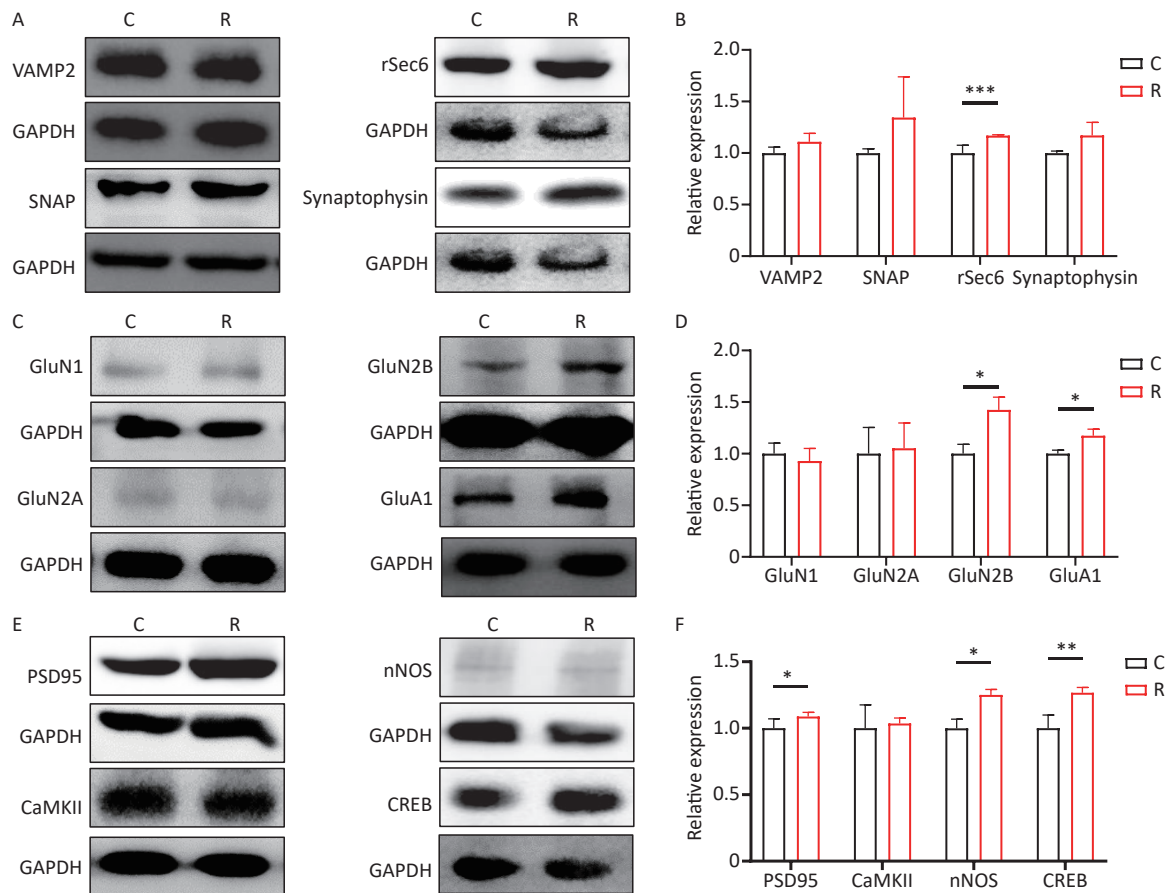 A
C R
VAMP2
GAPDH
SNAP
GAPDH
C R
rSec6
GAPDH
Synaptophysin
GAPDH
B
Relative expression
2.0
1.5
1.0
0.5
0
***
C
R
VAMP2 SNAP rSec6 Synaptophysin
C
C R
GluN1
GAPDH
GluN2A
GAPDH
C R
GluN2B
GAPDH
GluA1
GAPDH
D
Relative expression
2.0
1.5
1.0
0.5
0
* *
C
R
GluN1 GluN2A GluN2B GluA1
E
C R
PSD95
GAPDH
CaMKII
GAPDH
C R
nNOS
GAPDH
CREB
GAPDH
F
Relative expression
1.5
1.0
0.5
0
* * **
C
R
PSD95 CaMKII nNOS CREB